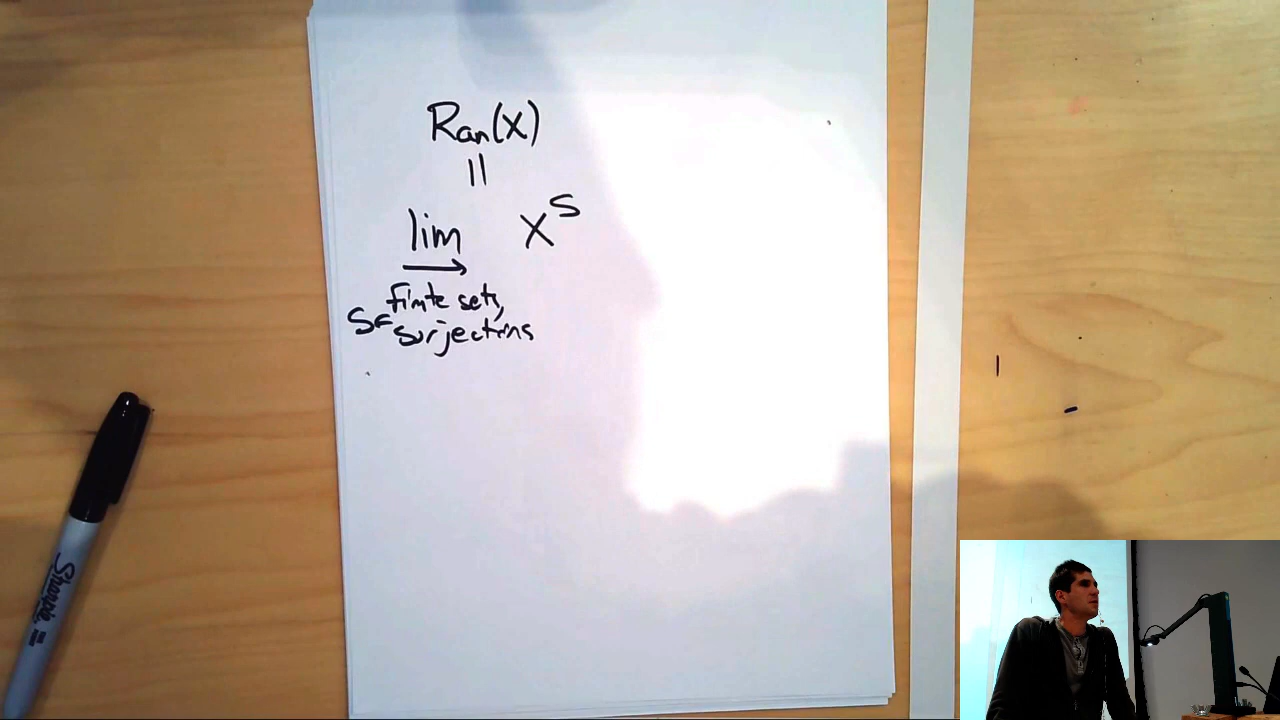 Ran(X)
||
lim X^S
→
finite sets,
S= surjections
Sharpie